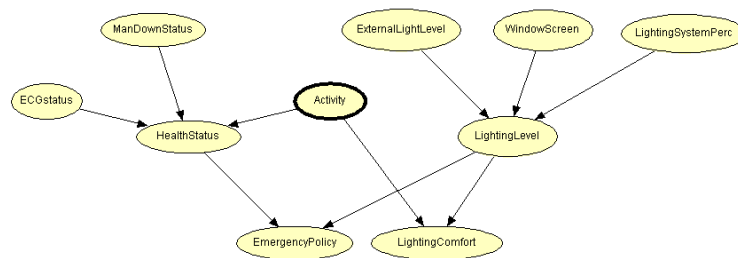 ManDownStatus
ExternalLightLevel
WindowScreen
LightingSystemPerc
ECGstatus
Activity
HealthStatus
LightingLevel
EmergencyPolicy
LightingComfort